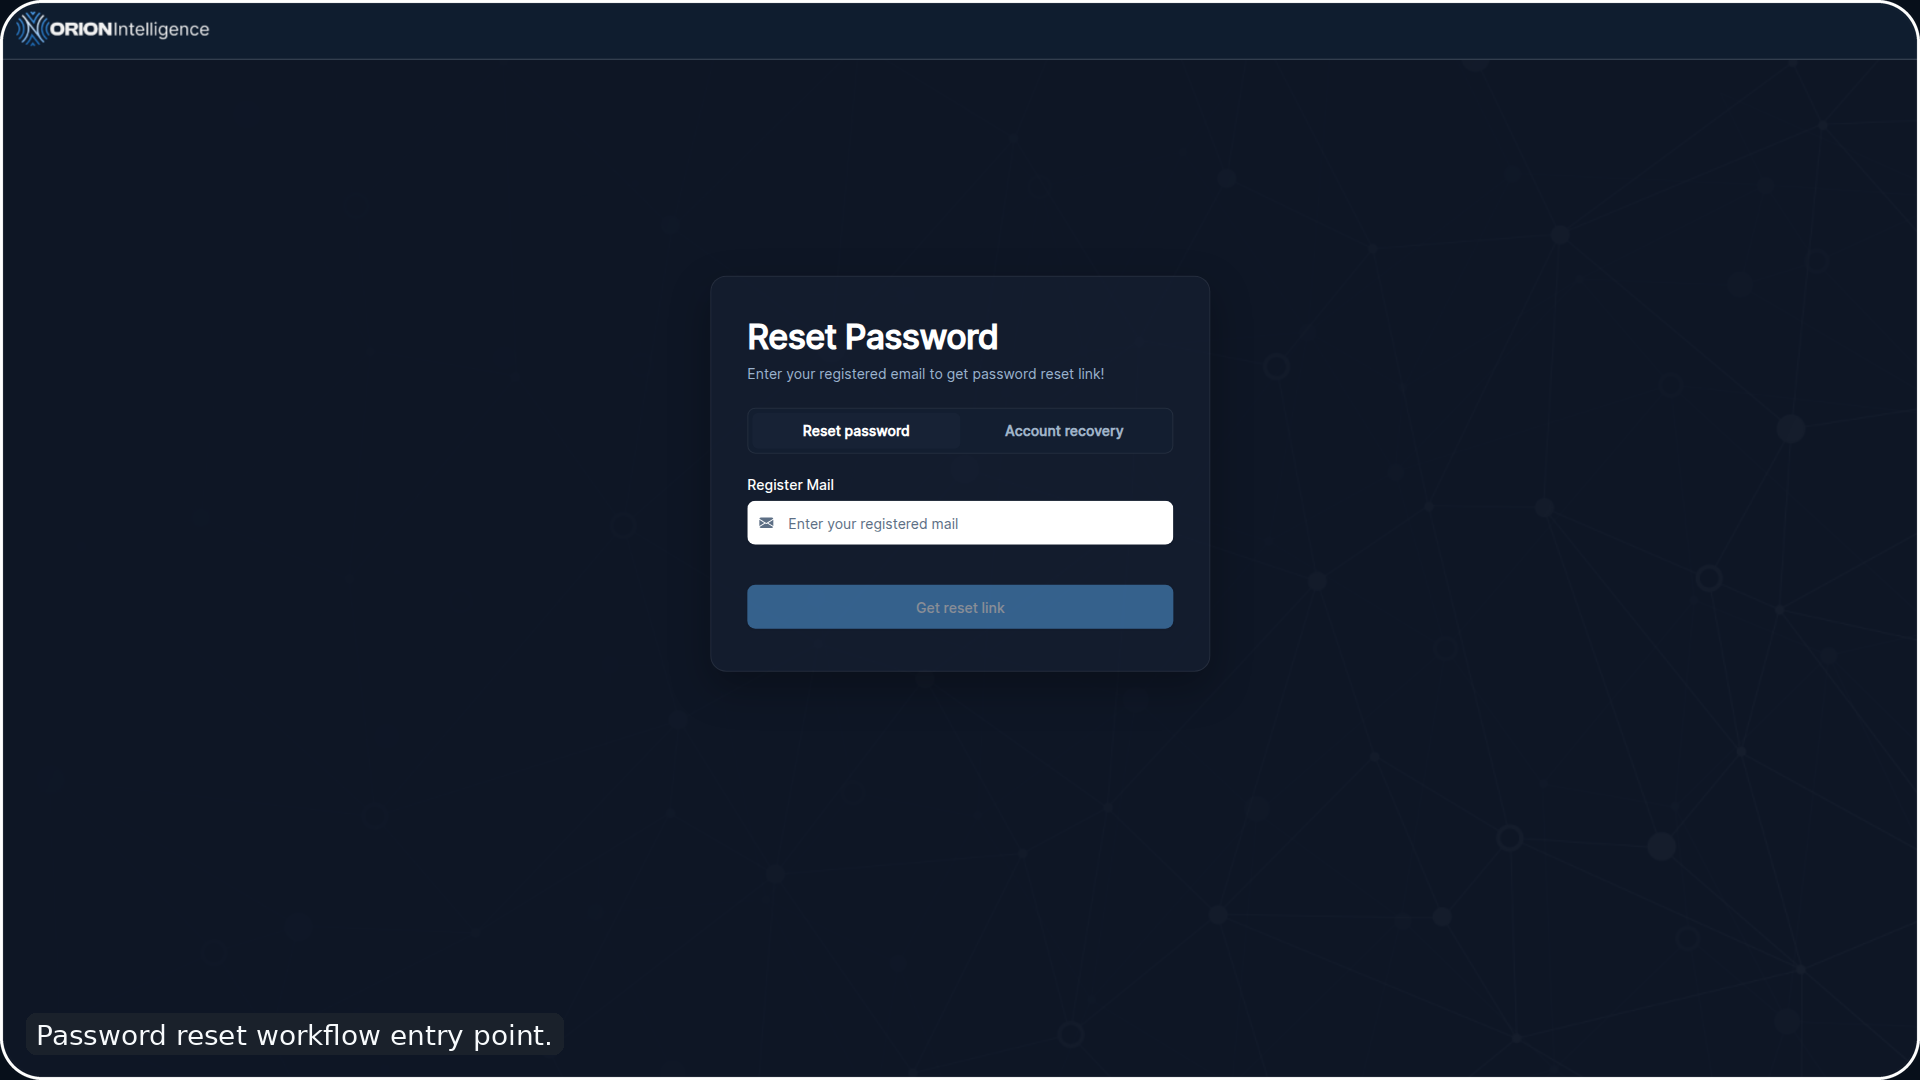 ORIONIntelligence
Reset Password
Enter your registered email to get password reset link!
Reset password
Account recovery
Register Mail
Enter your registered mail
Get reset link
Password reset workflow entry point.